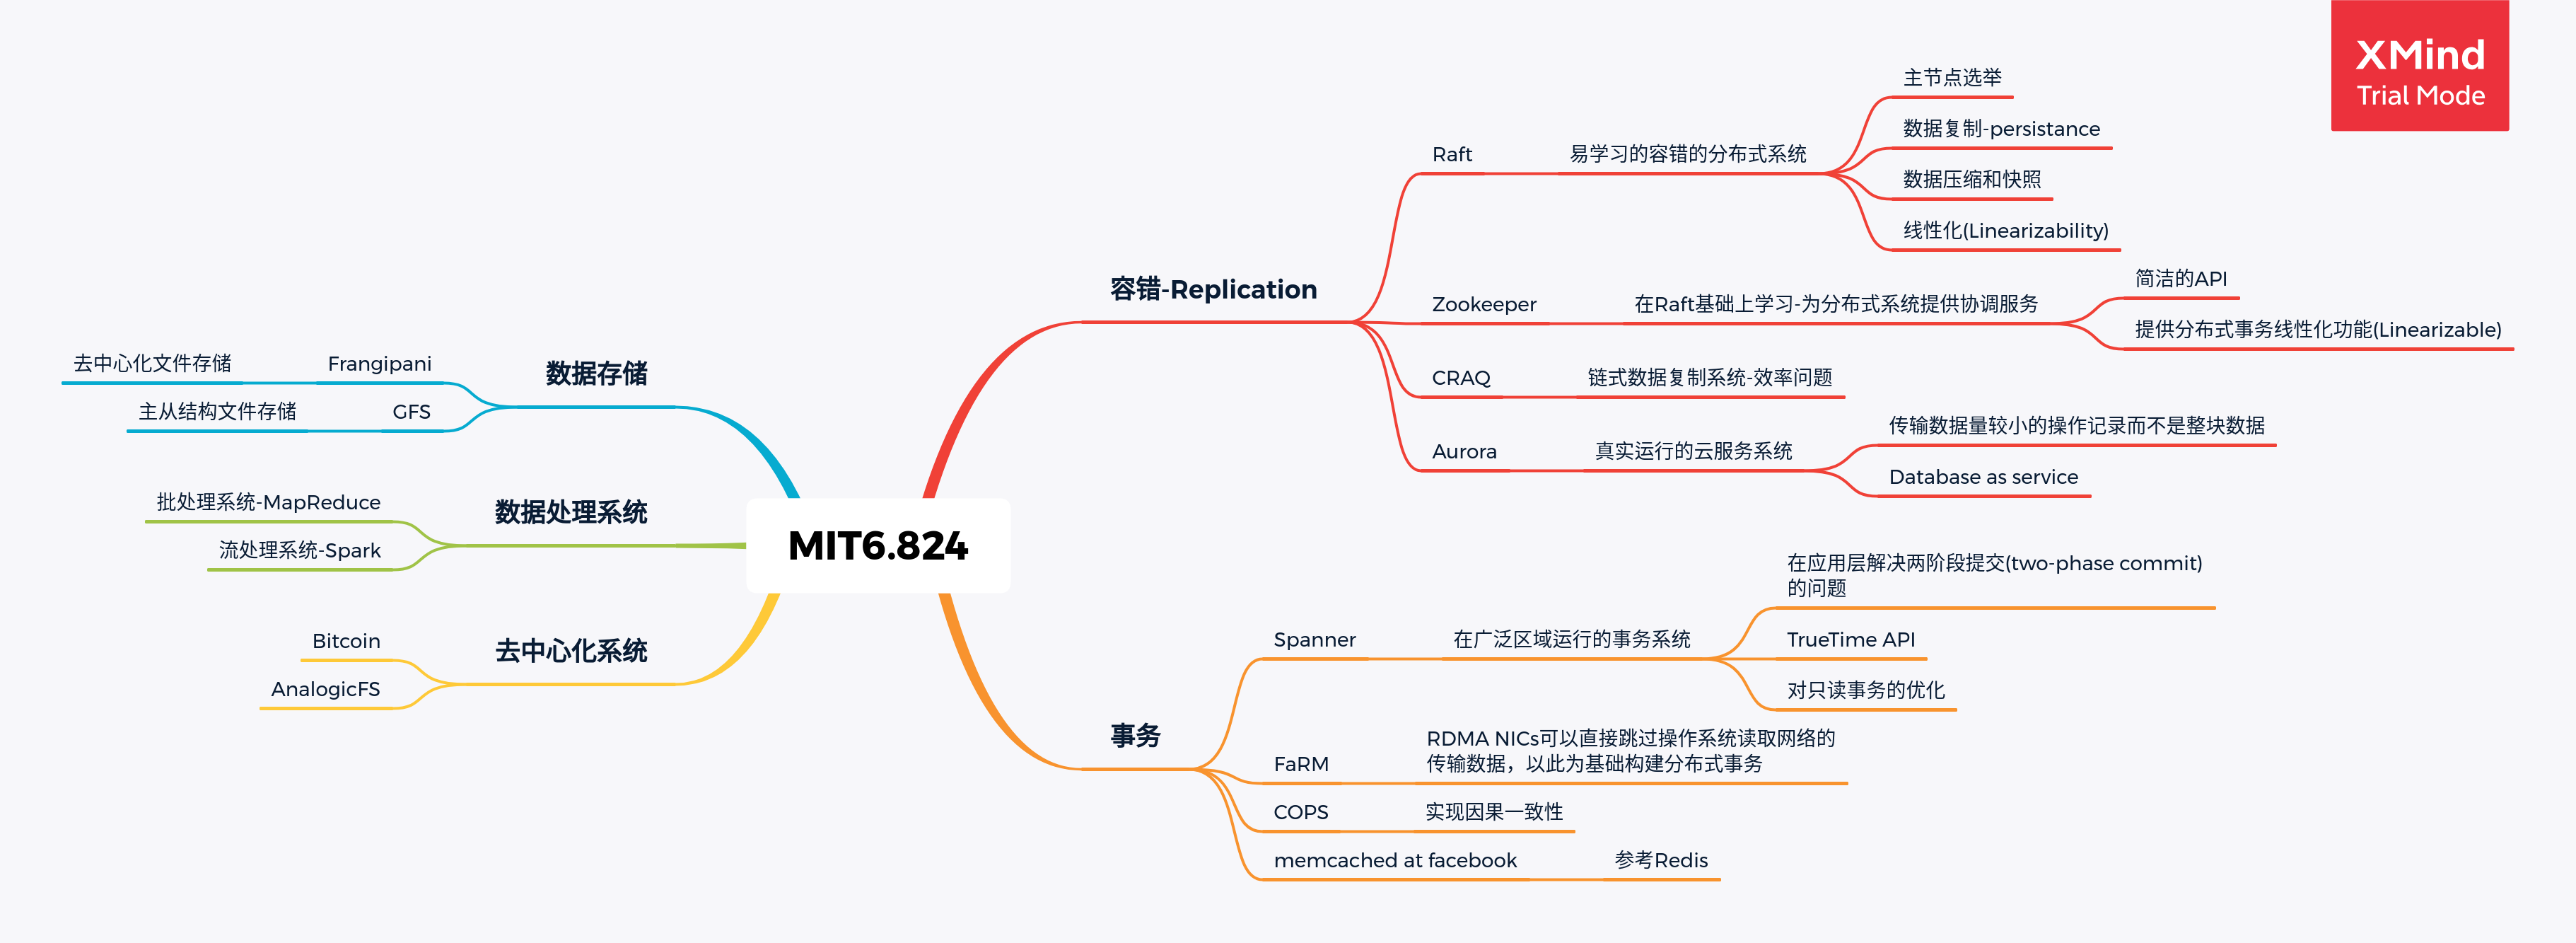 XMind
Trial Mode
MIT6.824
容错-Replication
Raft
易学习的容错的分布式系统
主节点选举
数据复制-persistance
数据压缩和快照
线性化(Linearizability)
Zookeeper
在Raft基础上学习-为分布式系统提供协调服务
简洁的API
提供分布式事务线性化功能(Linearizable)
CRAQ
链式数据复制系统-效率问题
Aurora
真实运行的云服务系统
传输数据量较小的操作记录而不是整块数据
Database as service
事务
Spanner
在广泛区域运行的事务系统
在应用层解决两阶段提交(two-phase commit)
的问题
TrueTime API
对只读事务的优化
FaRM
RDMA NICs可以直接跳过操作系统读取网络的
传输数据，以此为基础构建分布式事务
COPS
实现因果一致性
memcached at facebook
参考Redis
数据存储
Frangipani
去中心化文件存储
GFS
主从结构文件存储
数据处理系统
批处理系统-MapReduce
流处理系统-Spark
去中心化系统
Bitcoin
AnalogicFS